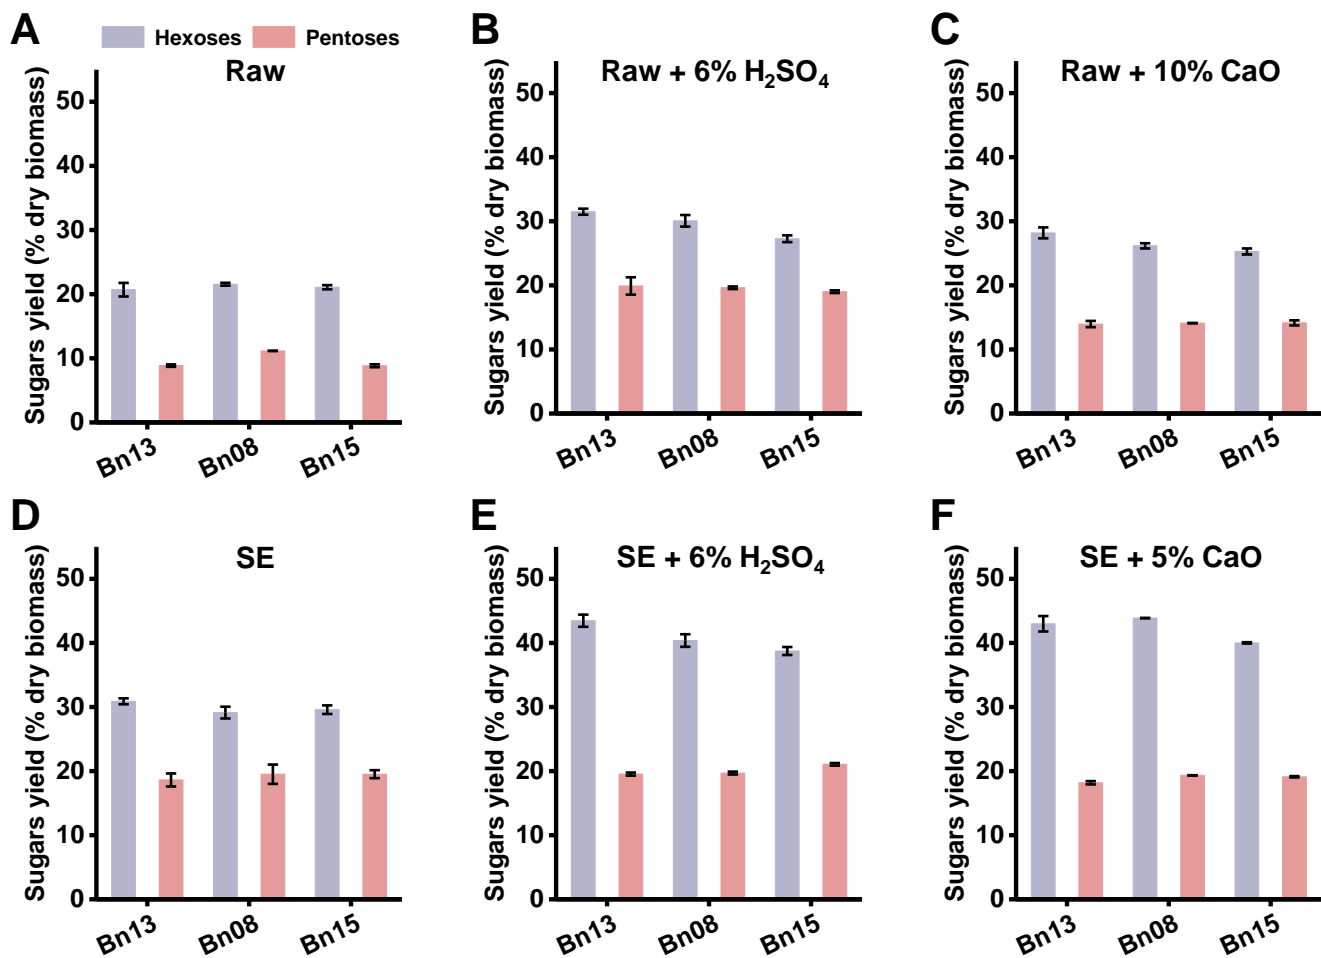 A
Hexoses
Pentoses
Raw
Sugars yield (% dry biomass)
50
40
30
20
10
0
Bn13
Bn08
Bn15
B
Raw + 6% H₂SO₄
Sugars yield (% dry biomass)
50
40
30
20
10
0
Bn13
Bn08
Bn15
C
Raw + 10% CaO
Sugars yield (% dry biomass)
50
40
30
20
10
0
Bn13
Bn08
Bn15
D
SE
Sugars yield (% dry biomass)
50
40
30
20
10
0
Bn13
Bn08
Bn15
E
SE + 6% H₂SO₄
Sugars yield (% dry biomass)
50
40
30
20
10
0
Bn13
Bn08
Bn15
F
SE + 5% CaO
Sugars yield (% dry biomass)
50
40
30
20
10
0
Bn13
Bn08
Bn15